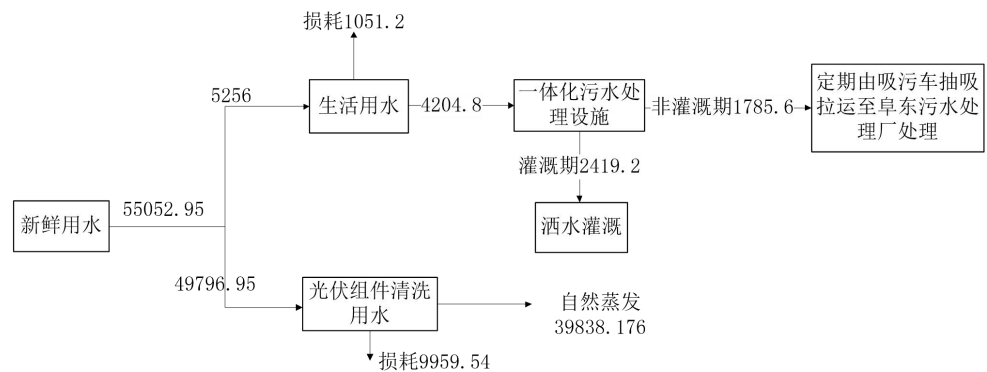 损耗1051.2
5256
生活用水
4204.8
一体化污水处
理设施
非灌溉期1785.6
定期由吸污车抽吸
拉运至阜东污水处
理厂处理
灌溉期2419.2
洒水灌溉
新鲜用水
55052.95
49796.95
光伏组件清洗
用水
自然蒸发
39838.176
损耗9959.54